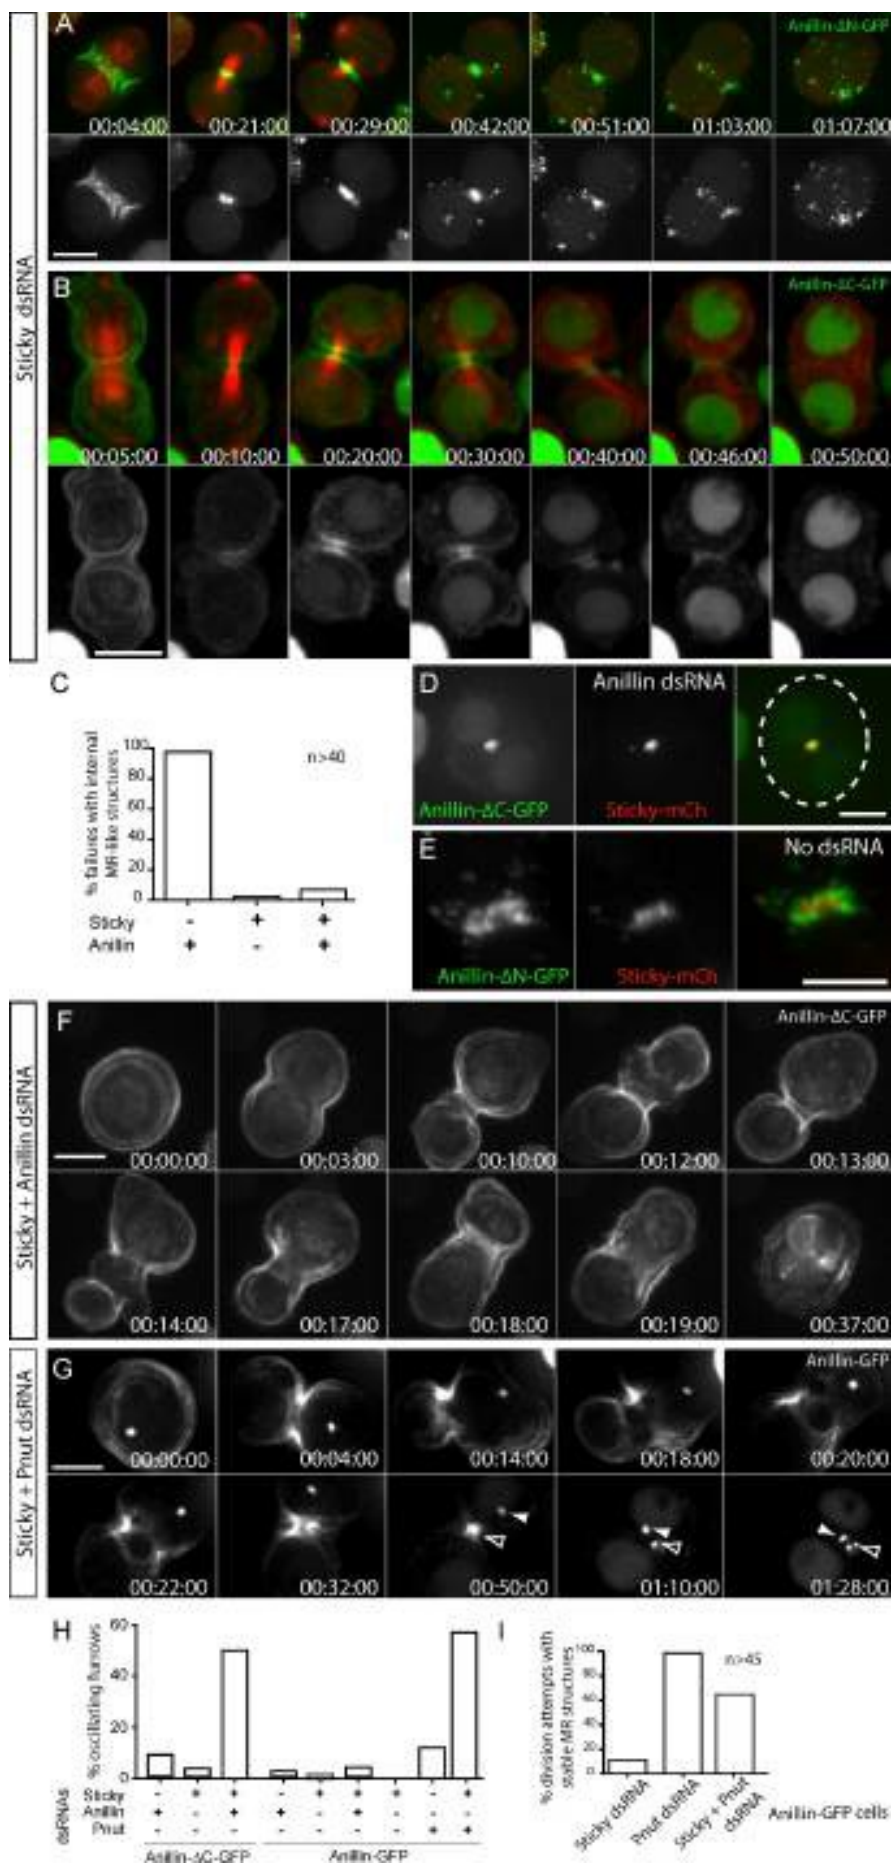 Sticky dsRNA
A
Anillin-ΔN-GFP
00:04:00
00:21:00
00:29:00
00:42:00
00:51:00
01:03:00
01:07:00
B
Anillin-ΔC-GFP
00:05:00
00:10:00
00:20:00
00:30:00
00:40:00
00:46:00
00:50:00
C
% failures with internal
MR-like structures
100
80
60
40
20
0
n>40
Sticky - + +
Anillin + - +
D
Anillin dsRNA
Anillin-ΔC-GFP
Sticky-mCh
E
No dsRNA
Anillin-ΔN-GFP
Sticky-mCh
Sticky + Anillin dsRNA
F
Anillin-ΔC-GFP
00:00:00
00:03:00
00:10:00
00:12:00
00:13:00
00:14:00
00:17:00
00:18:00
00:19:00
00:37:00
Sticky + Pnut dsRNA
G
Anillin-GFP
00:00:00
00:04:00
00:14:00
00:18:00
00:20:00
00:22:00
00:32:00
00:50:00
01:10:00
01:28:00
H
% oscillating furrows
60
40
20
0
dsRNAs
Sticky - + + - + + + - +
Anillin + - + + - + - - -
Pnut - - - - - - - + +
Anillin-ΔC-GFP
Anillin-GFP
I
% division attempts with
stable MR structures
100
80
60
40
20
0
n>45
Sticky dsRNA
Pnut dsRNA
Sticky + Pnut
dsRNA
Anillin-GFP cells